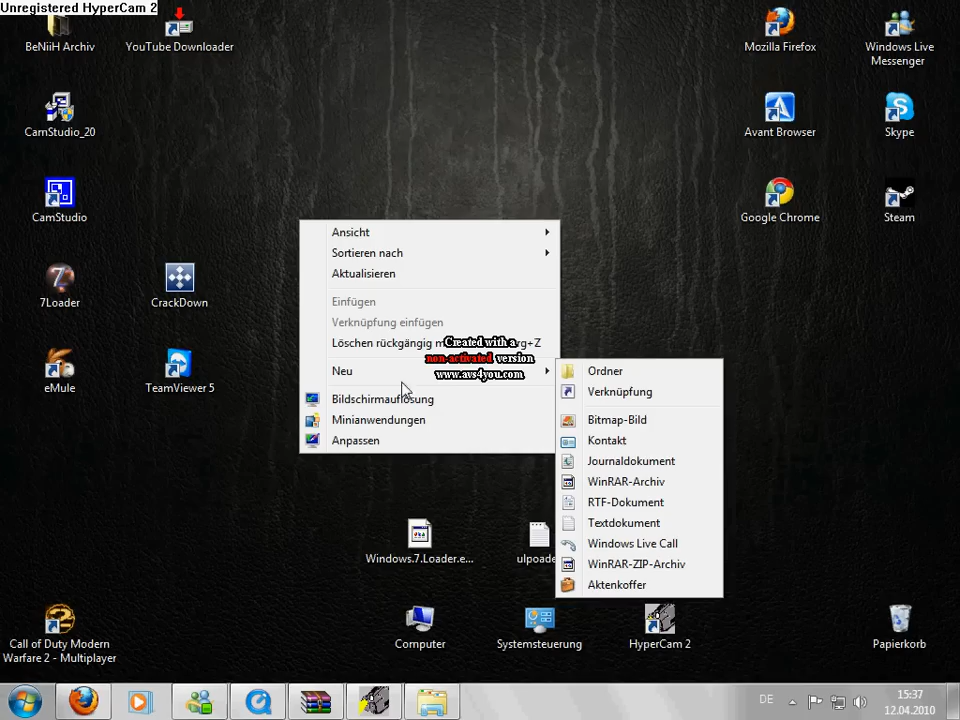 Unregistered HyperCam 2
BeNiiH Archiv
YouTube Downloader
Mozilla Firefox
Windows Live
Messenger
CamStudio_20
Avant Browser
Skype
CamStudio
Google Chrome
Steam
7Loader
CrackDown
eMule
TeamViewer 5
Ansicht
Sortieren nach
Aktualisieren
Einfügen
Verknüpfung einfügen
Löschen rückgängig
Created with a
non-activated version
www.avs4you.com
Neu
Bildschirmauflösung
Minianwendungen
Anpassen
Ordner
Verknüpfung
Bitmap-Bild
Kontakt
Journaldokument
WinRAR-Archiv
RTF-Dokument
Textdokument
Windows Live Call
WinRAR-ZIP-Archiv
Aktenkoffer
Windows.7.Loader.e...
ulpoade
Call of Duty Modern
Warfare 2 - Multiplayer
Computer
Systemsteuerung
HyperCam 2
Papierkorb
DE
15:37
12.04.2010